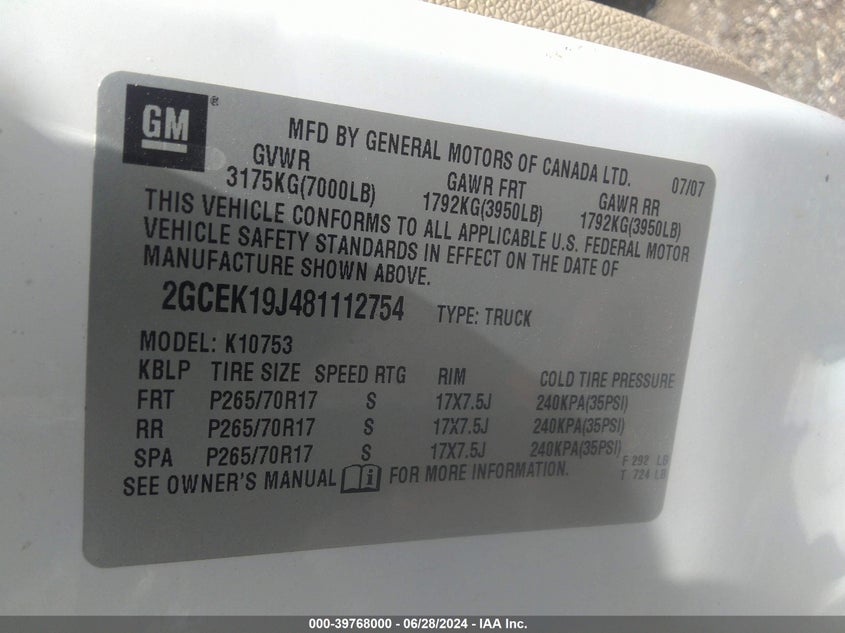 GM ®
MFD BY GENERAL MOTORS OF CANADA LTD. 07/07
GVWR GAWR FRT GAWR RR
3175KG(7000LB) 1792KG(3950LB) 1792KG(3950LB)
THIS VEHICLE CONFORMS TO ALL APPLICABLE U.S. FEDERAL MOTOR
VEHICLE SAFETY STANDARDS IN EFFECT ON THE DATE OF
MANUFACTURE SHOWN ABOVE.
2GCEK19J481112754 TYPE: TRUCK
MODEL: K10753
KBLP TIRE SIZE SPEED RTG RIM COLD TIRE PRESSURE
FRT P265/70R17 S 17X7.5J 240KPA(35PSI)
RR P265/70R17 S 17X7.5J 240KPA(35PSI)
SPA P265/70R17 S 17X7.5J 240KPA(35PSI)
F 292 LB
SEE OWNER'S MANUAL i FOR MORE INFORMATION. T 724 LB
000-39768000 - 06/28/2024 - IAA Inc.